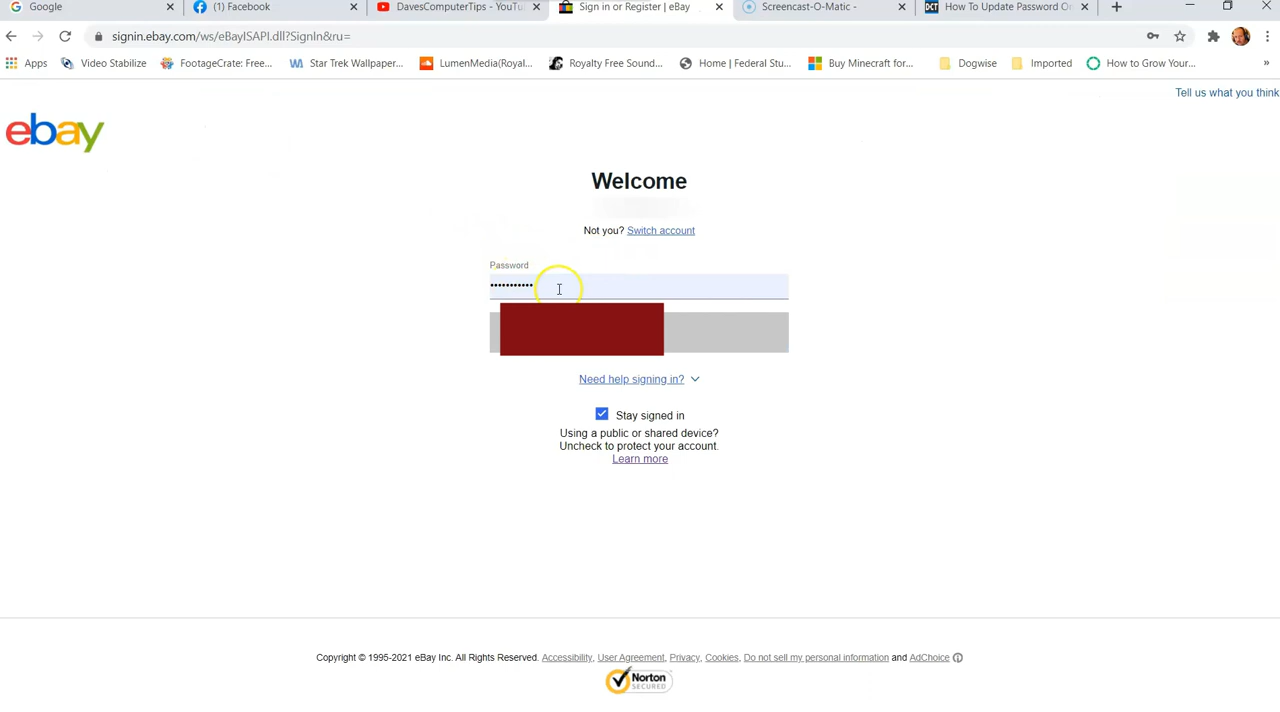 Google
Facebook
DavesComputerTips - YouTu
Sign in or Register | eBay
Screencast-O-Matic -
DCT
How To Update Password O
signin.ebay.com/ws/eBayISAPI.dll?SignIn&ru=
Apps
Video Stabilize
FootageCrate: Free...
Star Trek Wallpaper...
LumenMedia(Royal...
Royalty Free Sound...
Home | Federal Stu...
Buy Minecraft for...
Dogwise
Imported
How to Grow Your...
»
Tell us what you think
ebay
Welcome
Not you? Switch account
Password
•••••••••••
Need help signing in?
Stay signed in
Using a public or shared device?
Uncheck to protect your account.
Learn more
Copyright © 1995-2021 eBay Inc. All Rights Reserved. Accessibility, User Agreement, Privacy, Cookies, Do not sell my personal information and AdChoice
Norton
SECURED